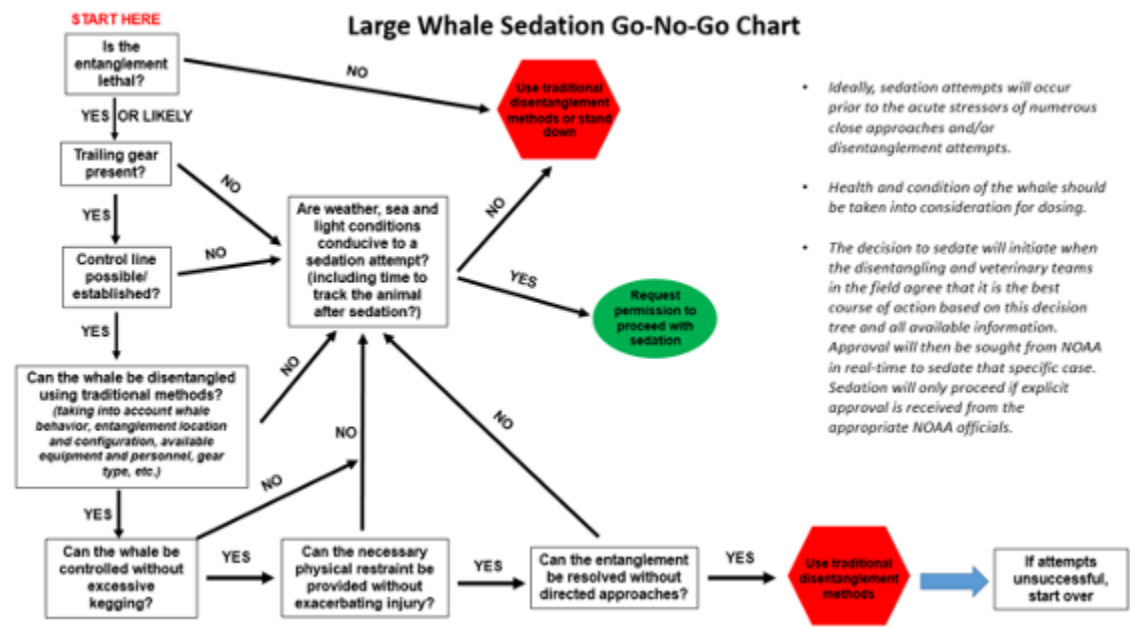 START HERE
Large Whale Sedation Go-No-Go Chart
Is the
entanglement
lethal?
NO
Use traditional
disentanglement
methods or stand
down
YES OR LIKELY
Trailing gear
present?
NO
YES
Control line
possible/
established?
NO
YES
Are weather, sea and
light conditions
conducive to a
sedation attempt?
(including time to
track the animal
after sedation?)
NO
YES
Request
permission to
proceed with
sedation
Can the whale be disentangled
using traditional methods?
(taking into account whale
behavior, entanglement location
and configuration, available
equipment and personnel, gear
type, etc.)
NO
YES
Can the whale be
controlled without
excessive
kegging?
NO
YES
Can the necessary
physical restraint be
provided without
exacerbating injury?
NO
YES
Can the entanglement
be resolved without
directed approaches?
NO
YES
Use traditional
disentanglement
methods
If attempts
unsuccessful,
start over
• Ideally, sedation attempts will occur
prior to the acute stressors of numerous
close approaches and/or
disentanglement attempts.
• Health and condition of the whale should
be taken into consideration for dosing.
• The decision to sedate will initiate when
the disentangling and veterinary teams
in the field agree that it is the best
course of action based on this decision
tree and all available information.
Approval will then be sought from NOAA
in real-time to sedate that specific case.
Sedation will only proceed if explicit
approval is received from the
appropriate NOAA officials.